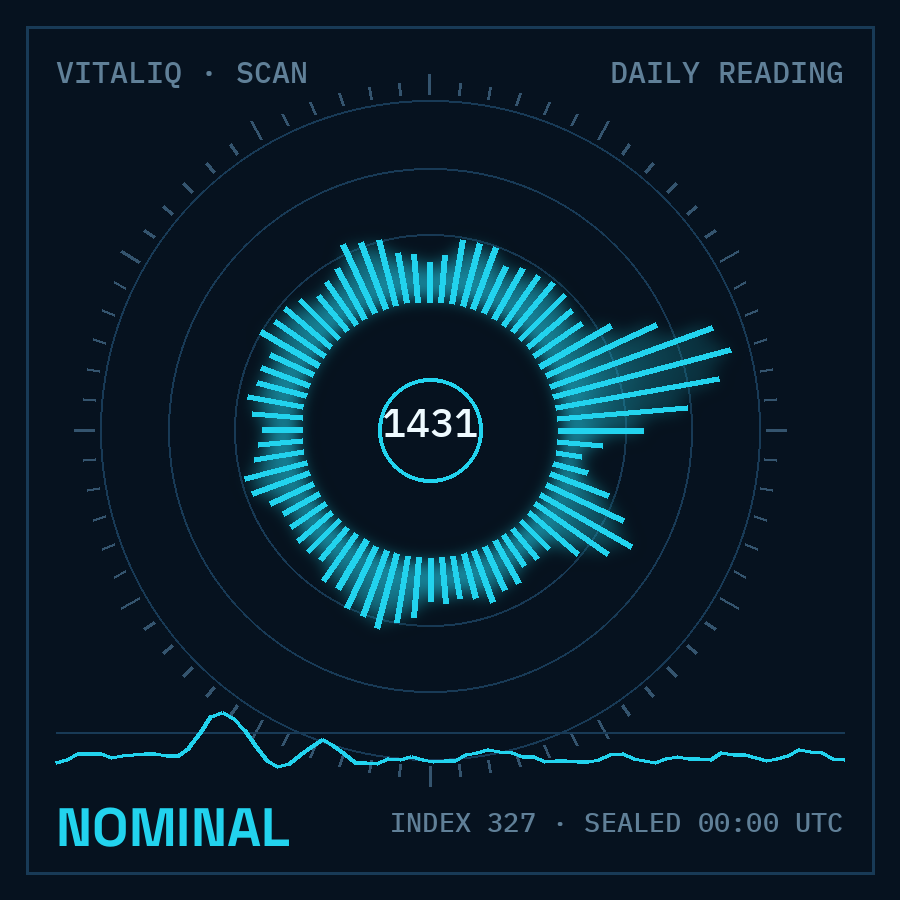 VITALIQ · SCAN
DAILY READING
1431
NOMINAL
INDEX 327 · SEALED 00:00 UTC